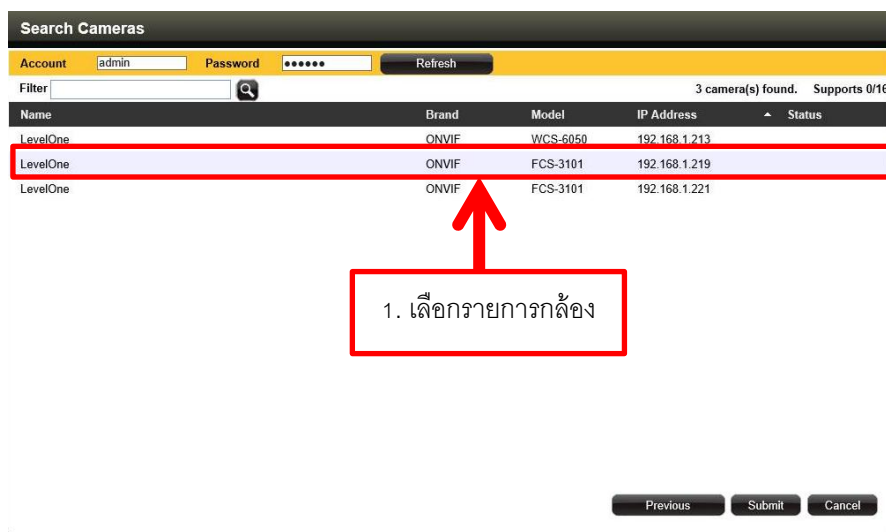 Search Cameras
Account admin Password •••••• Refresh
Filter 3 camera(s) found. Supports 0/16
Name Brand Model IP Address Status
LevelOne ONVIF WCS-6050 192.168.1.213
LevelOne ONVIF FCS-3101 192.168.1.219
LevelOne ONVIF FCS-3101 192.168.1.221
1. เลือกรายการกล้อง
Previous Submit Cancel